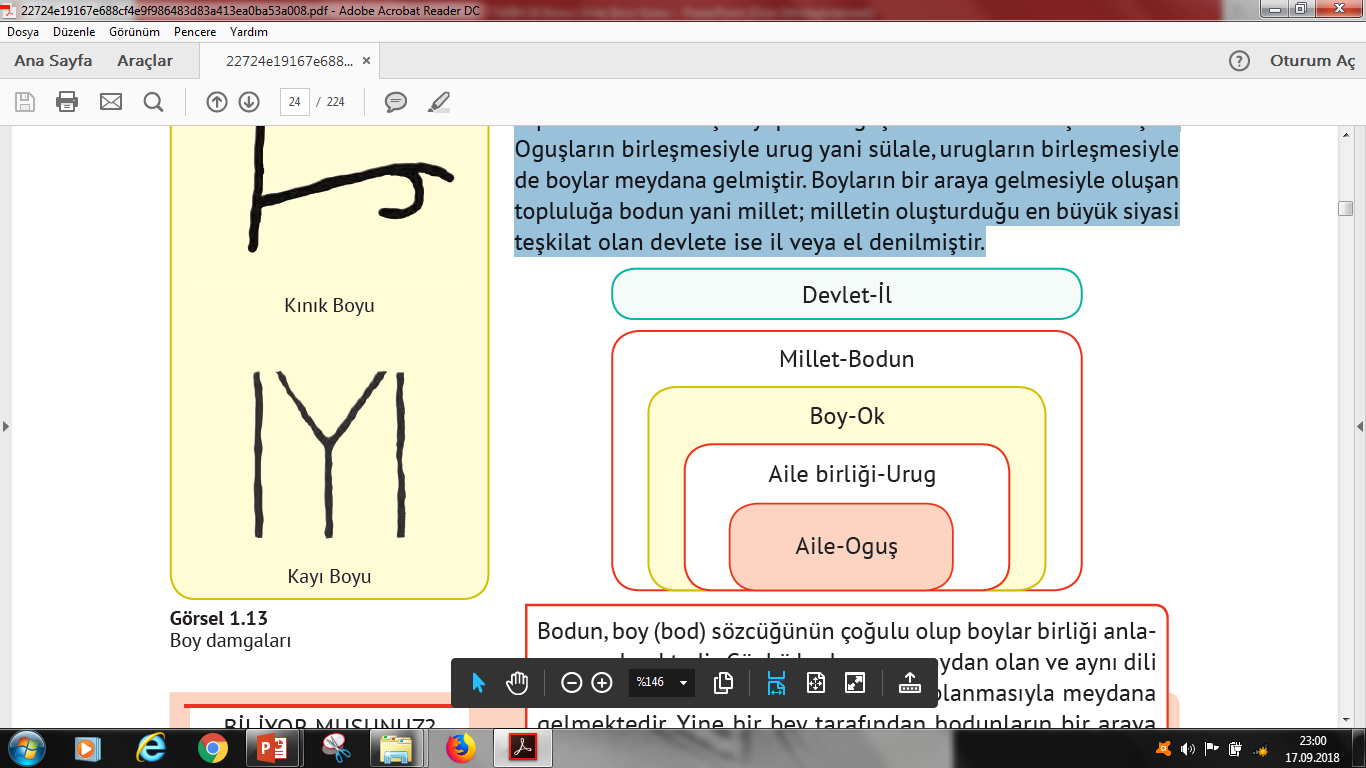 22724e19167e688cf4e9f986483d83a413ea0ba53a008.pdf - Adobe Acrobat Reader DC
Dosya Düzenle Görünüm Pencere Yardım
Ana Sayfa Araçlar 22724e19167e688... × Oturum Aç
24 / 224
Oguşların birleşmesiyle urug yani sülale, urugların birleşmesiyle
de boylar meydana gelmiştir. Boyların bir araya gelmesiyle oluşan
topluluğa bodun yani millet; milletin oluşturduğu en büyük siyasi
teşkilat olan devlete ise il veya el denilmiştir.
Kınık Boyu
Kayı Boyu
Görsel 1.13
Boy damgaları
BİLİYOR MUSUNUZ?
Devlet-İl
Millet-Bodun
Boy-Ok
Aile birliği-Urug
Aile-Oguş
Bodun, boy (bod) sözcüğünün çoğulu olup boylar birliği anla-
olan ve aynı dili
meydana
gelmektedir. Yine bir bey tarafından bodunların bir araya
%146
23:00
17.09.2018